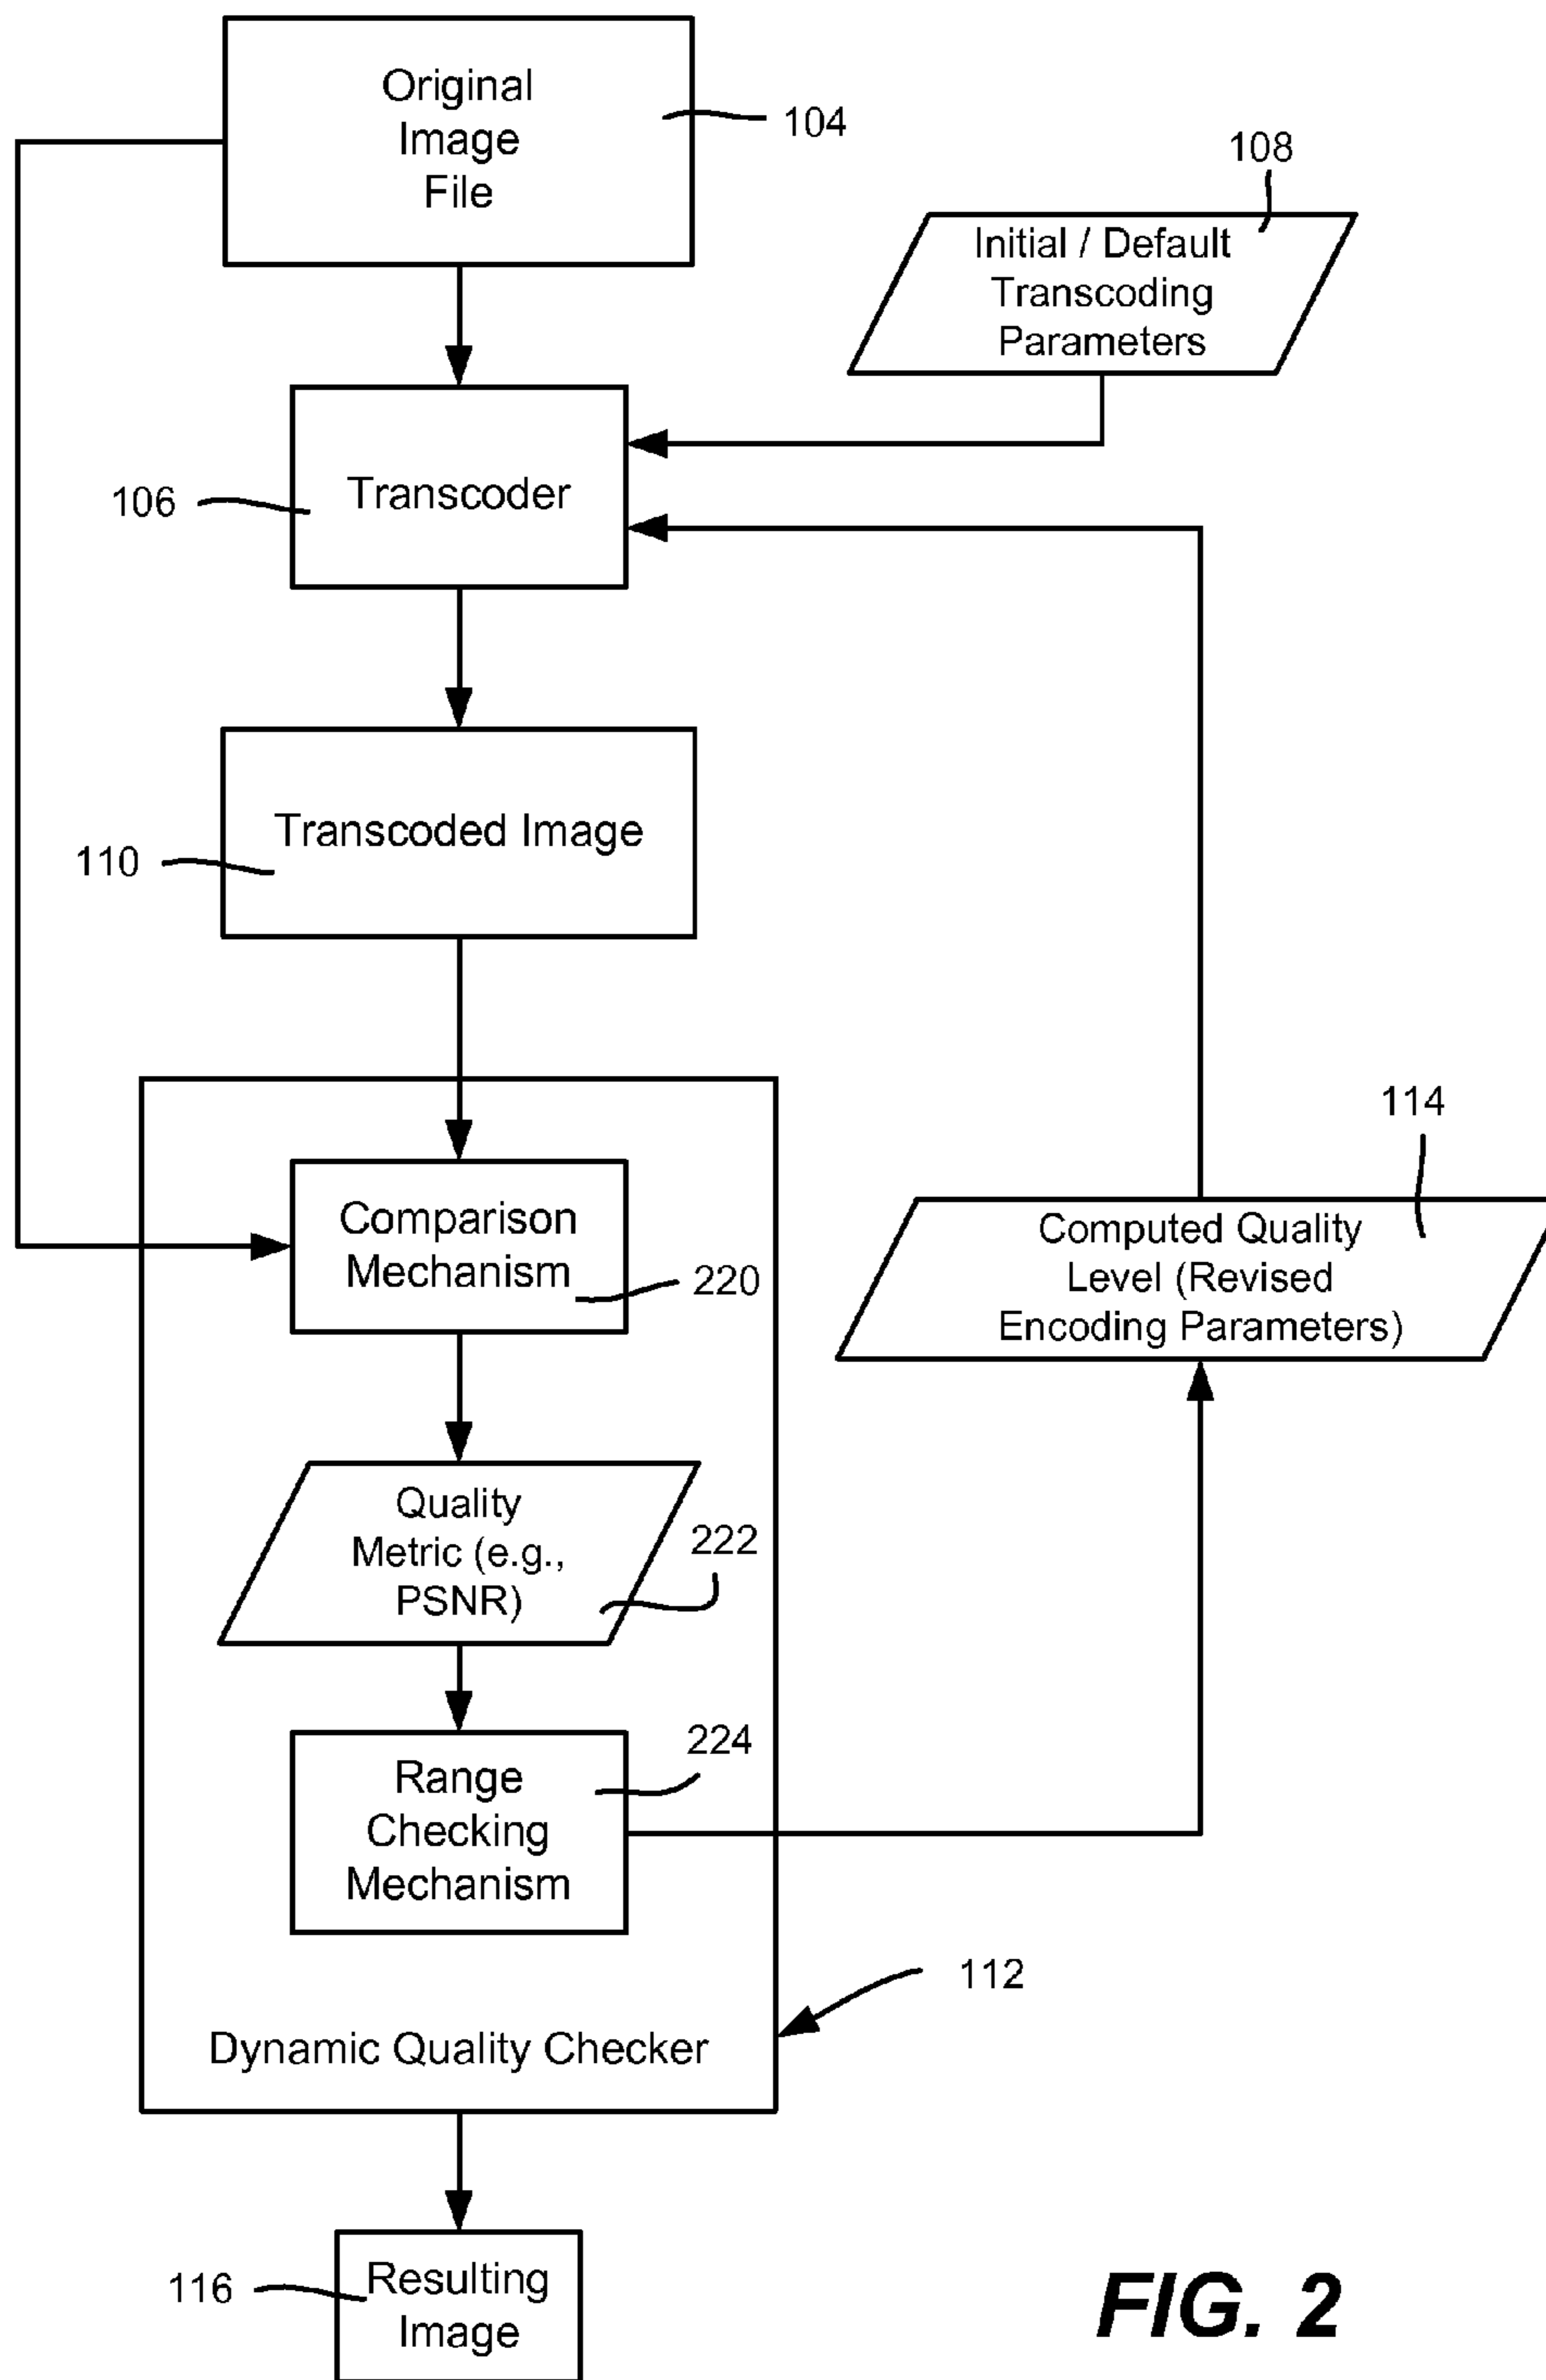 Original
Image
File
104
108
Initial / Default
Transcoding
Parameters
106
Transcoder
110
Transcoded Image
114
Comparison
Mechanism
220
Computed Quality
Level (Revised
Encoding Parameters)
Quality
Metric (e.g.,
PSNR)
222
224
Range
Checking
Mechanism
112
Dynamic Quality Checker
116
Resulting
Image
FIG. 2